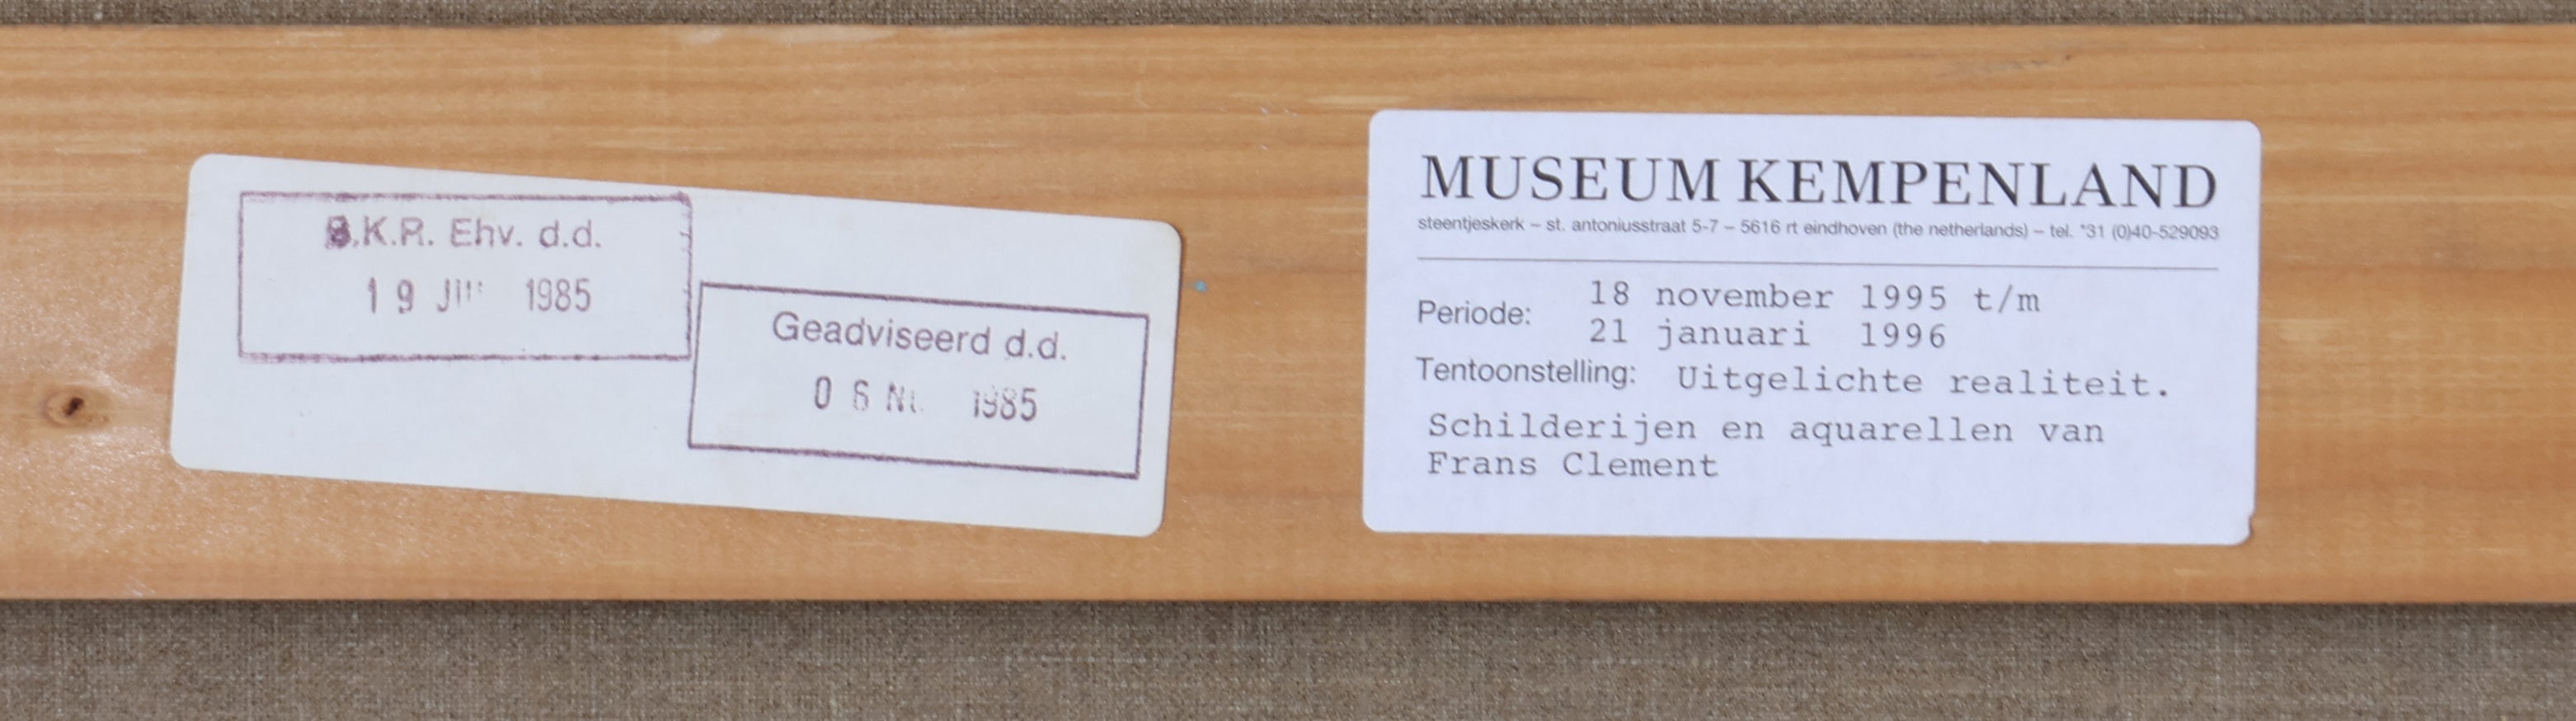 B.K.R. Ehv. d.d.
19 1985
Geadviseerd d.d.
06 1985
MUSEUM KEMPENLAND
steentjeskerk – st. antoniusstraat 5-7 – 5616 rt eindhoven (the netherlands) – tel. *31 (0)40-529093
Periode: 18 november 1995 t/m
21 januari 1996
Tentoonstelling: Uitgelichte realiteit.
Schilderijen en aquarellen van
Frans Clement